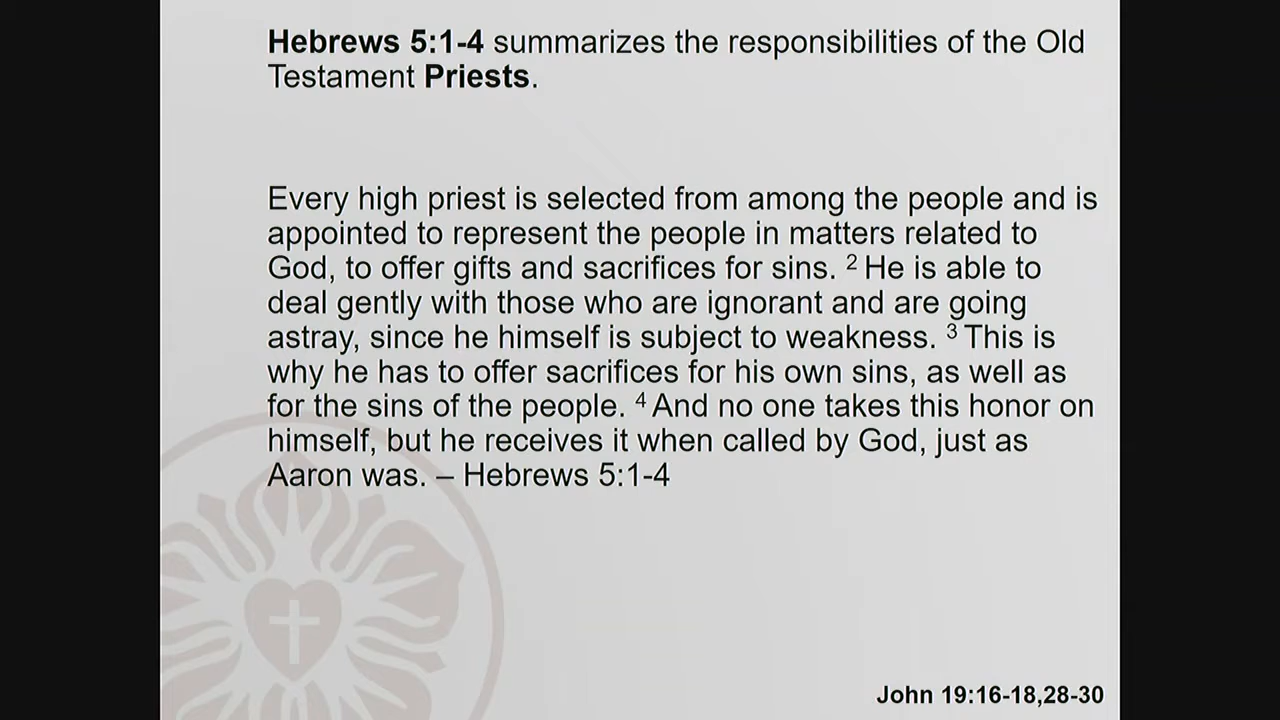 Hebrews 5:1-4 summarizes the responsibilities of the Old
Testament Priests.
Every high priest is selected from among the people and is
appointed to represent the people in matters related to
God, to offer gifts and sacrifices for sins. ² He is able to
deal gently with those who are ignorant and are going
astray, since he himself is subject to weakness. ³ This is
why he has to offer sacrifices for his own sins, as well as
for the sins of the people. ⁴ And no one takes this honor on
himself, but he receives it when called by God, just as
Aaron was. – Hebrews 5:1-4
John 19:16-18,28-30